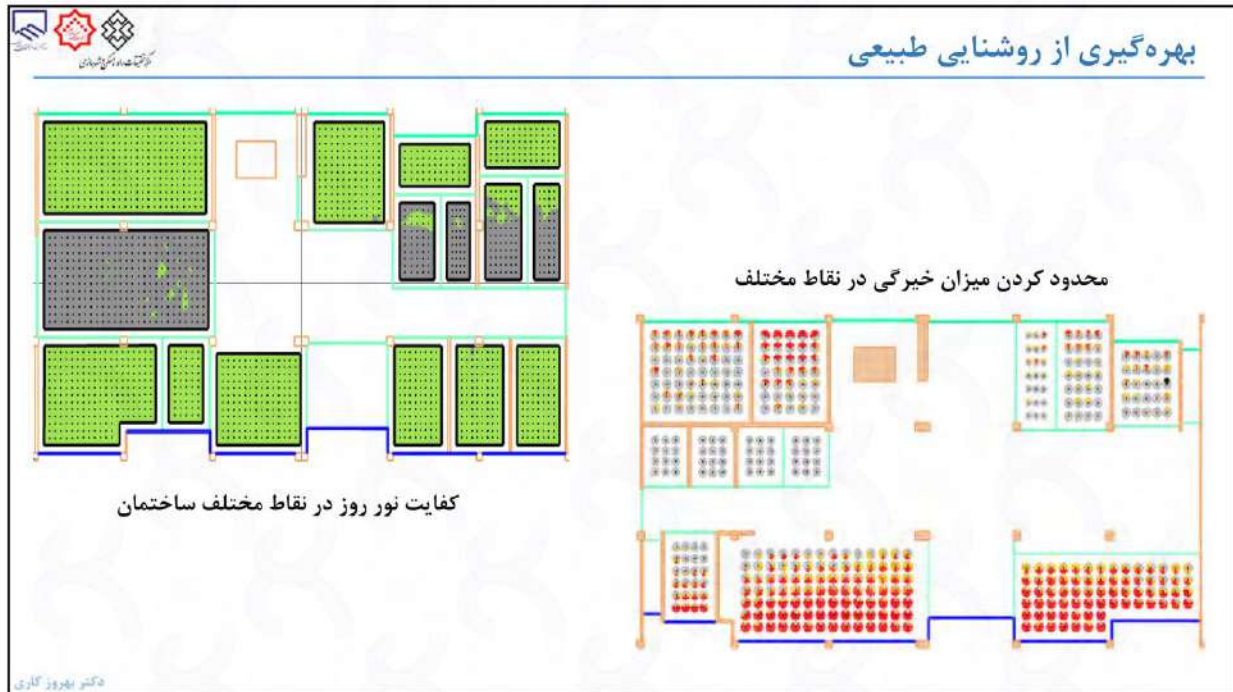 بهره‌گیری از روشنایی طبیعی
محدود کردن میزان خیرگی در نقاط مختلف
کفایت نور روز در نقاط مختلف ساختمان
دکتر بهروز کاری